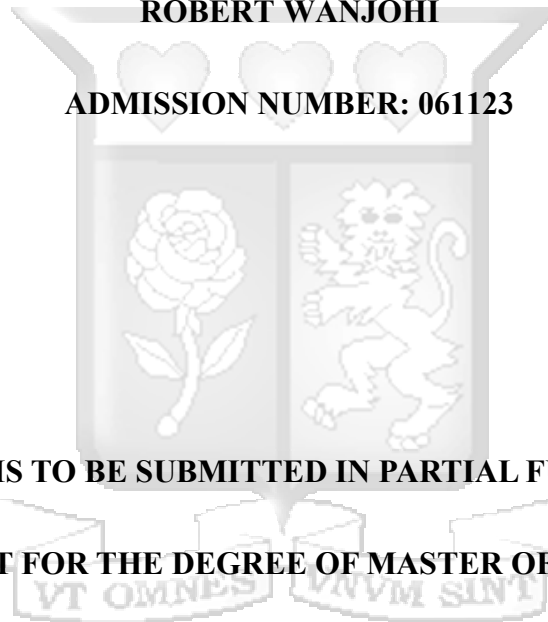 ROBERT WANJOHI
ADMISSION NUMBER: 061123
IS TO BE SUBMITTED IN PARTIAL F
T FOR THE DEGREE OF MASTER OF
VT OMNES VNVM SINT